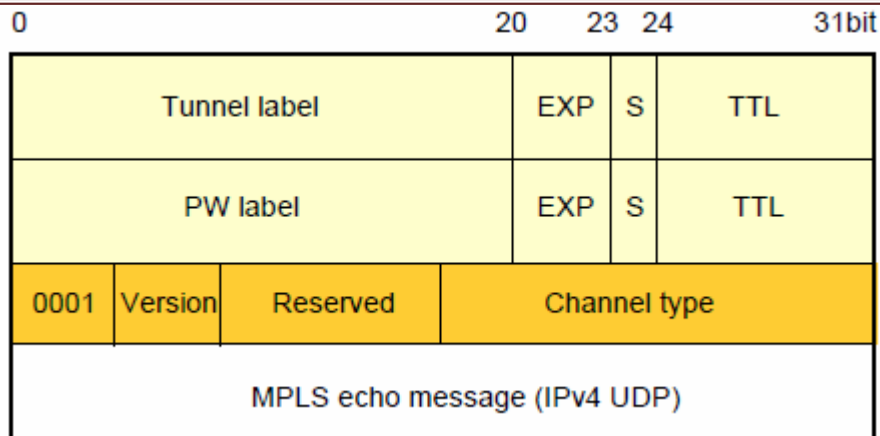 0 20 23 24 31bit
Tunnel label EXP S TTL
PW label EXP S TTL
0001 Version Reserved Channel type
MPLS echo message (IPv4 UDP)